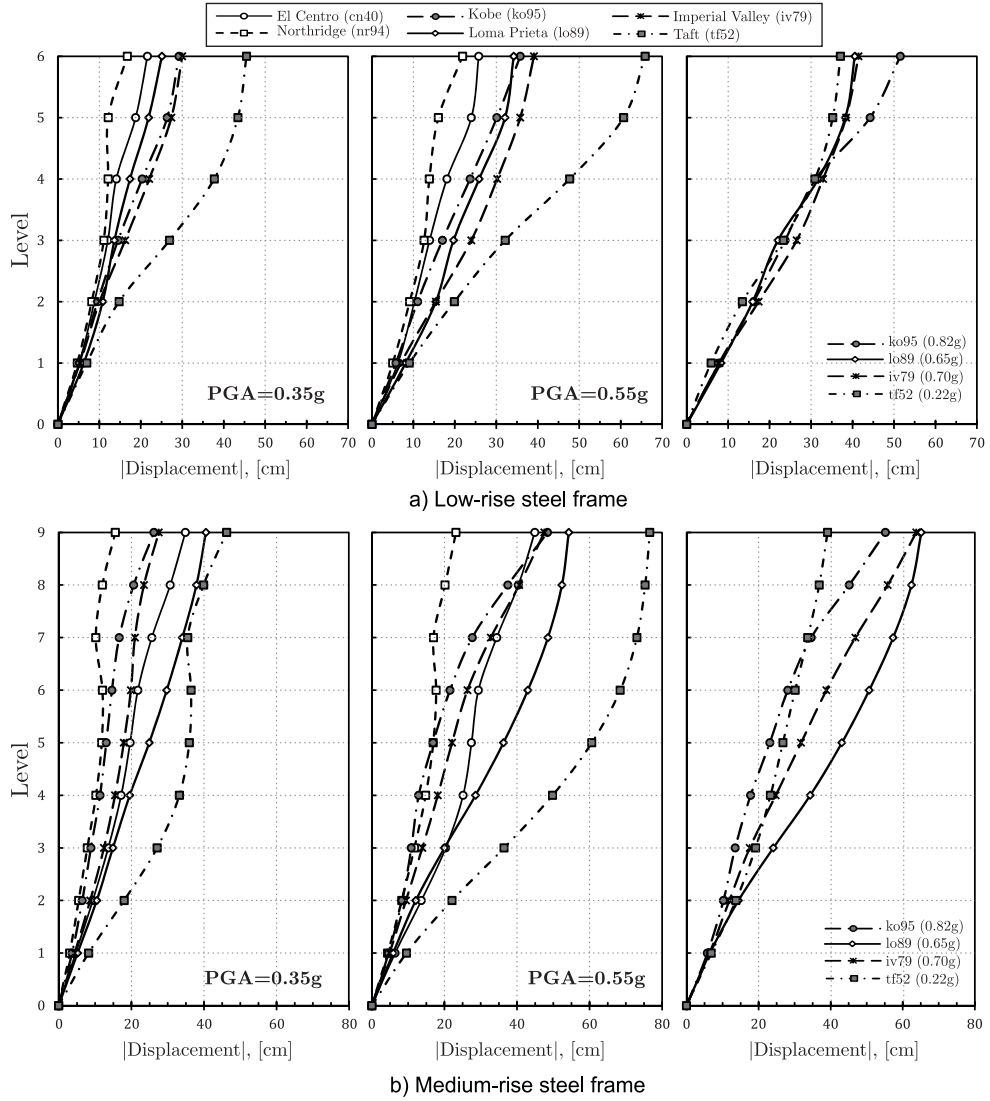 El Centro (cn40) Kobe (ko95) Imperial Valley (iv79)
Northridge (nr94) Loma Prieta (lo89) Taft (tf52)
Level
6
5
4
3
2
1
0
PGA=0.35g
0 10 20 30 40 50 60 70
|Displacement|, [cm]
PGA=0.55g
0 10 20 30 40 50 60 70
|Displacement|, [cm]
ko95 (0.82g)
lo89 (0.65g)
iv79 (0.70g)
tf52 (0.22g)
0 10 20 30 40 50 60 70
|Displacement|, [cm]
a) Low-rise steel frame
Level
9
8
7
6
5
4
3
2
1
0
PGA=0.35g
0 20 40 60 80
|Displacement|, [cm]
PGA=0.55g
0 20 40 60 80
|Displacement|, [cm]
ko95 (0.82g)
lo89 (0.65g)
iv79 (0.70g)
tf52 (0.22g)
0 20 40 60 80
|Displacement|, [cm]
b) Medium-rise steel frame